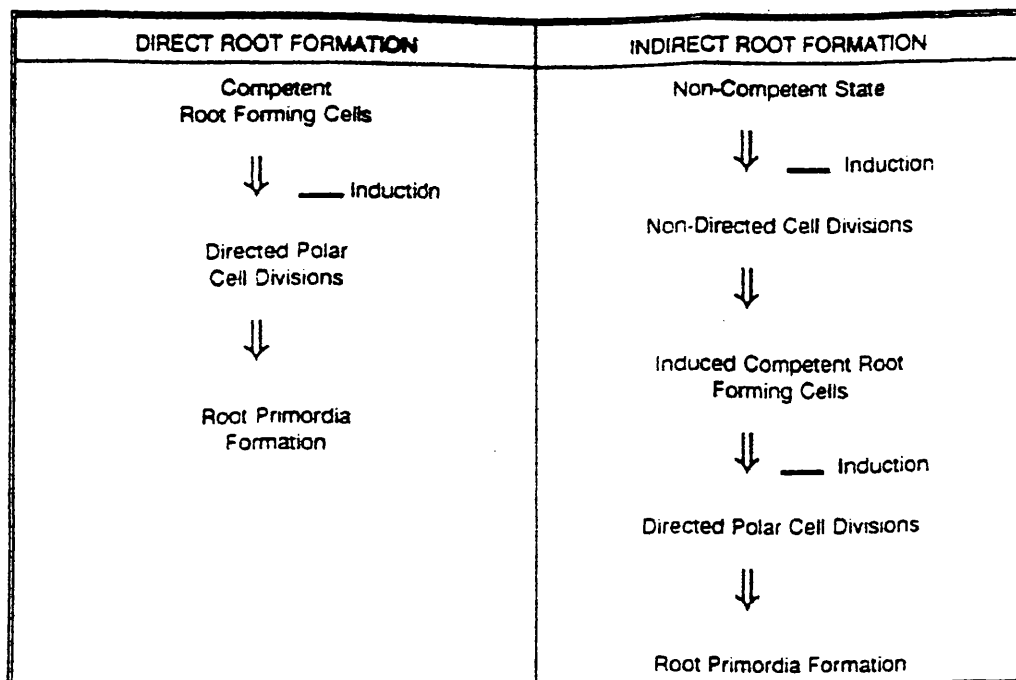 DIRECT ROOT FORMATION
Competent
Root Forming Cells
Induction
Directed Polar
Cell Divisions
Root Primordia
Formation
INDIRECT ROOT FORMATION
Non-Competent State
Induction
Non-Directed Cell Divisions
Induced Competent Root
Forming Cells
Induction
Directed Polar Cell Divisions
Root Primordia Formation